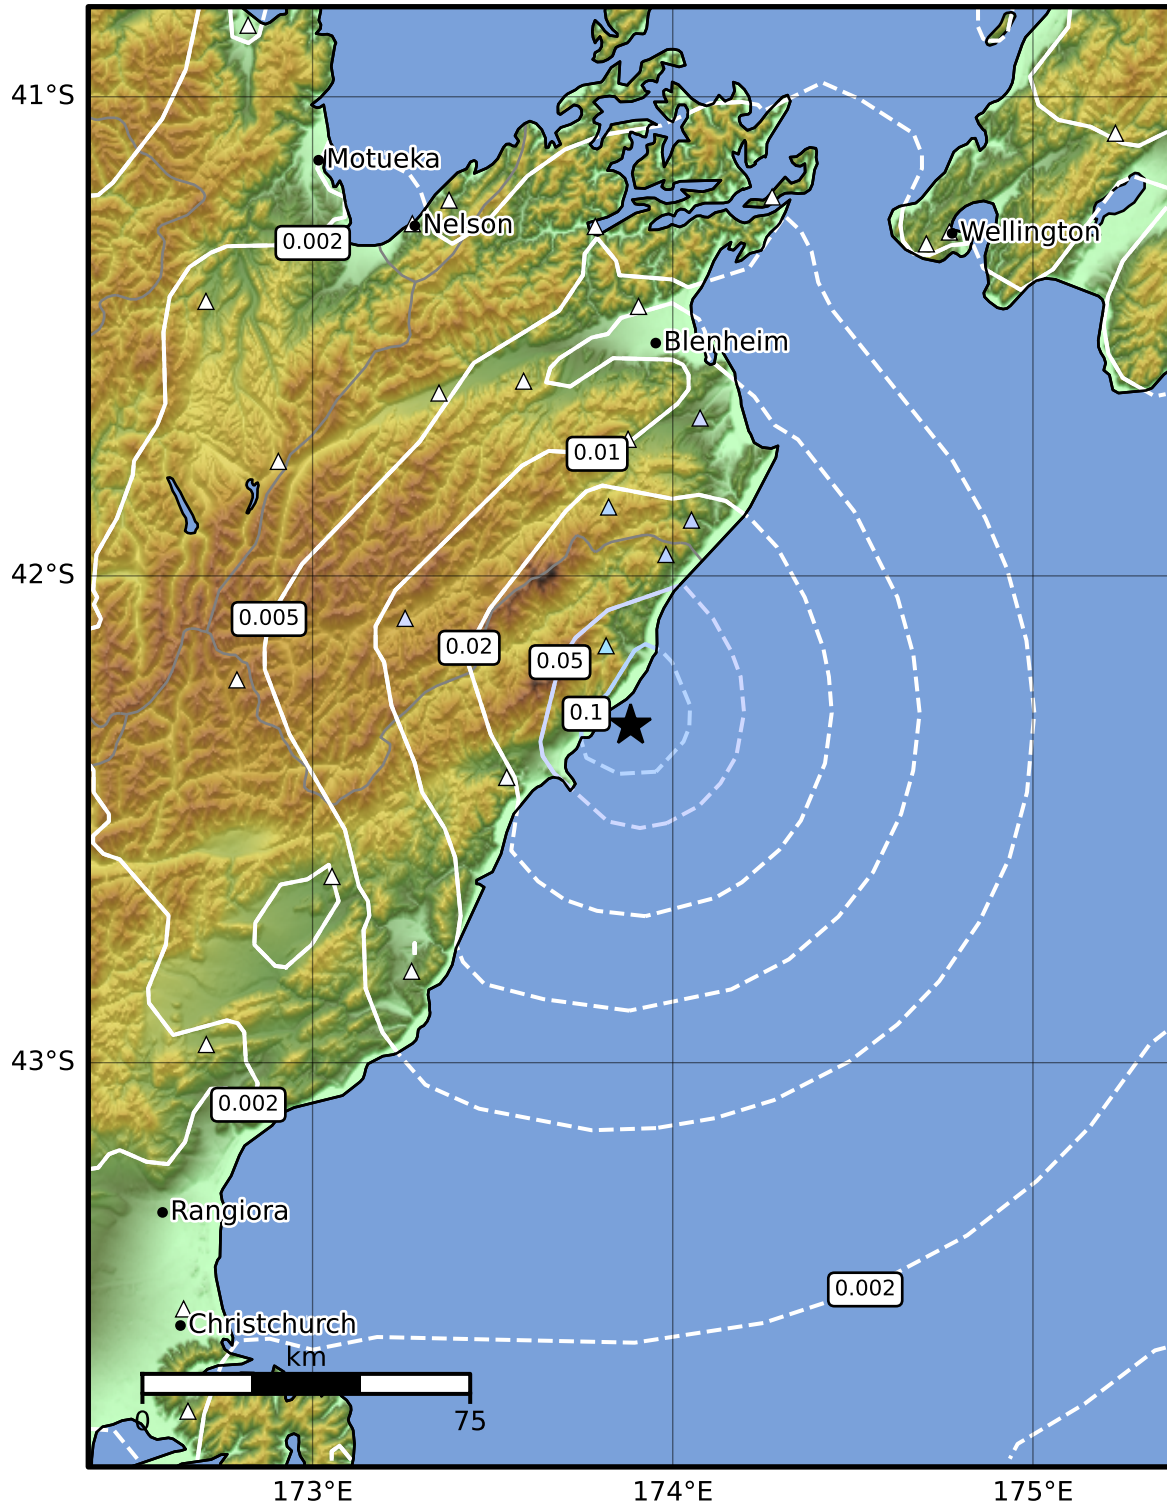 41°S
Motueka
Nelson
Wellington
0.002
Blenheim
0.01
42°S
0.005
0.02
0.05
0.1
43°S
0.002
Rangiora
0.002
Christchurch
km
0
75
173°E
174°E
175°E